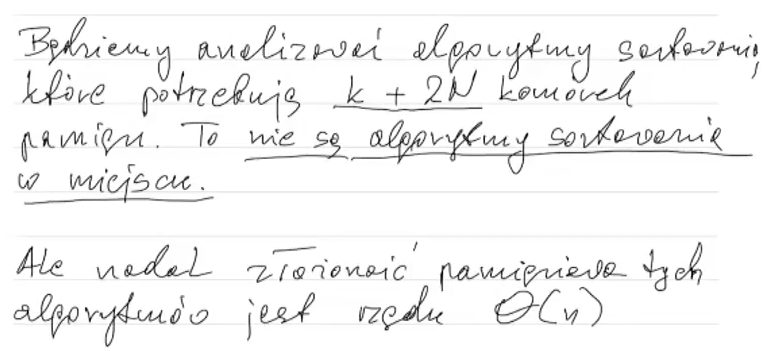 Będziemy analizować algorytmy sortowania,
które potrzebują k + 2N komórek
pamięci. To nie są algorytmy sortowania
w miejscu.
Ale nadal złożoność pamięciowa tych
algorytmów jest rzędu Θ(n)